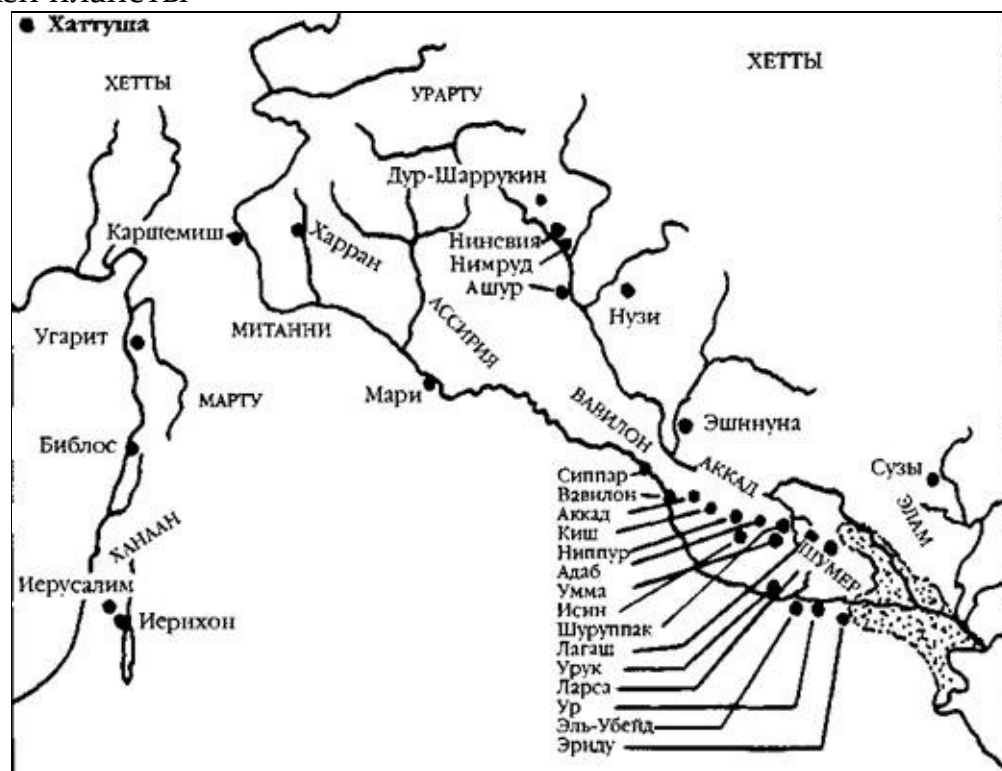 планеты
Хаттуша
ХЕТТЫ
ХЕТТЫ
УРАРТУ
Дур-Шаррукин
Каршемиш
Харран
Ниневия
Нимруд
Ашур
Нузи
АССИРИЯ
МИТАННИ
Угарит
Мари
МАРТУ
ВАВИЛОН
Эшнунна
Библос
АККАД
Сузы
ЭЛАМ
ХАНААН
ШУМЕР
Иерусалим
Иерихон
Сиппар
Вавилон
Аккад
Киш
Ниппур
Адаб
Умма
Исин
Шуруппак
Лагаш
Урук
Ларса
Ур
Эль-Убейд
Эриду